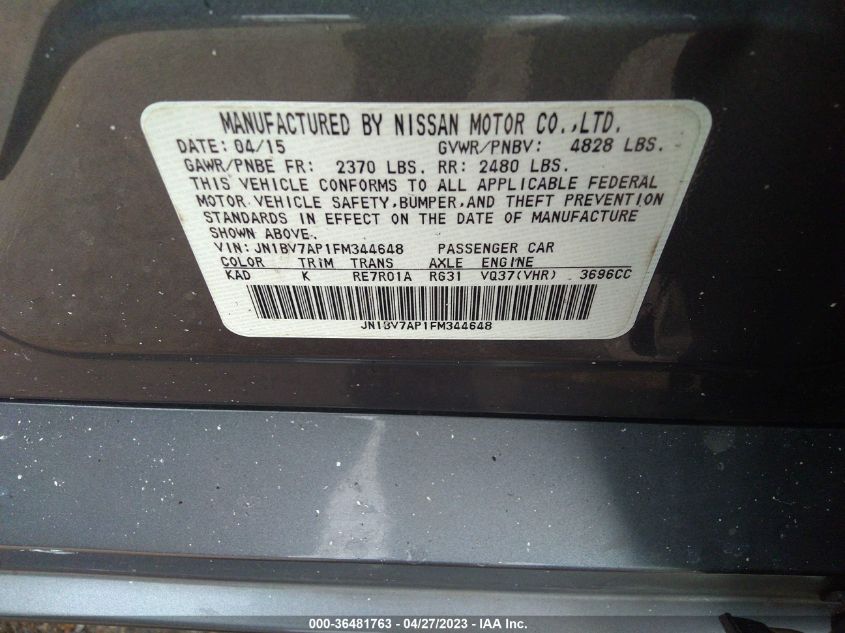 MANUFACTURED BY NISSAN MOTOR CO.,LTD.
DATE: 04/15 GVWR/PNBV: 4828 LBS.
GAWR/PNBE FR: 2370 LBS. RR: 2480 LBS.
THIS VEHICLE CONFORMS TO ALL APPLICABLE FEDERAL
MOTOR VEHICLE SAFETY,BUMPER,AND THEFT PREVENTION
STANDARDS IN EFFECT ON THE DATE OF MANUFACTURE
SHOWN ABOVE.
VIN: JN1BV7AP1FM344648 PASSENGER CAR
COLOR TRIM TRANS AXLE ENGINE
KAD K RE7R01A RG31 VQ37(VHR) 3696CC
JN1BV7AP1FM344648
000-36481763 - 04/27/2023 - IAA Inc.